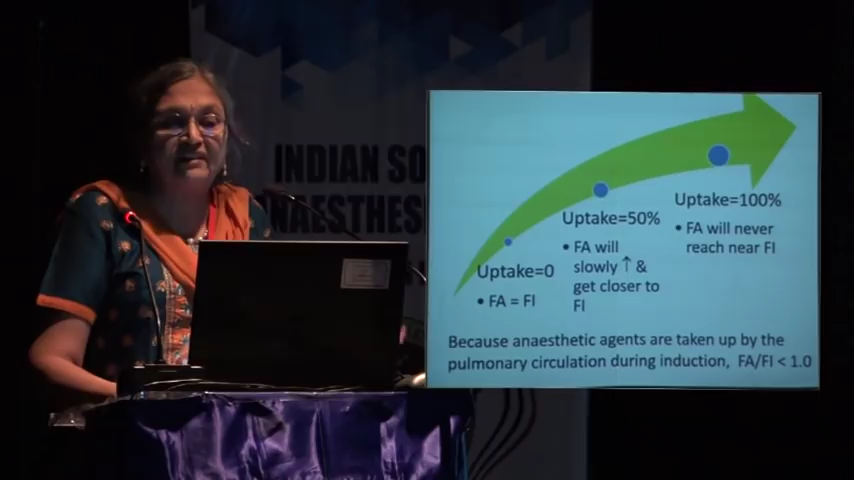 INDIAN SO
NAESTHES
Uptake=0
• FA = FI
Uptake=50%
• FA will
slowly ↑ &
get closer to
FI
Uptake=100%
• FA will never
reach near FI
Because anaesthetic agents are taken up by the
pulmonary circulation during induction, FA/FI < 1.0